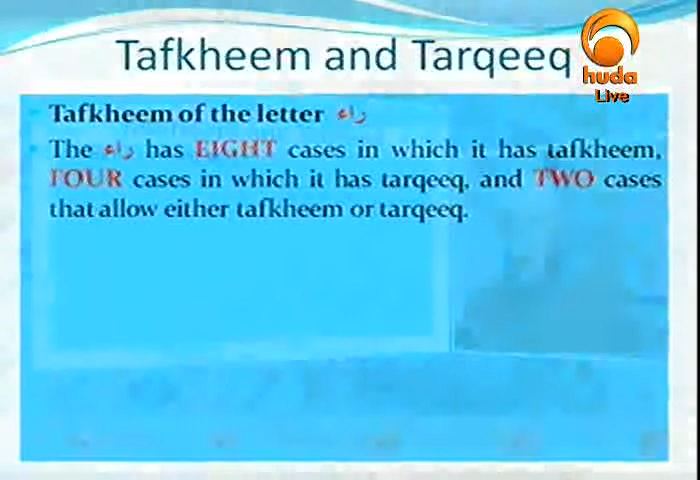 Tafkheem and Tarqeeq
huda
Live
Tafkheem of the letter راء
The راء has EIGHT cases in which it has tafkheem,
FOUR cases in which it has tarqeeq, and TWO cases
that allow either tafkheem or tarqeeq.